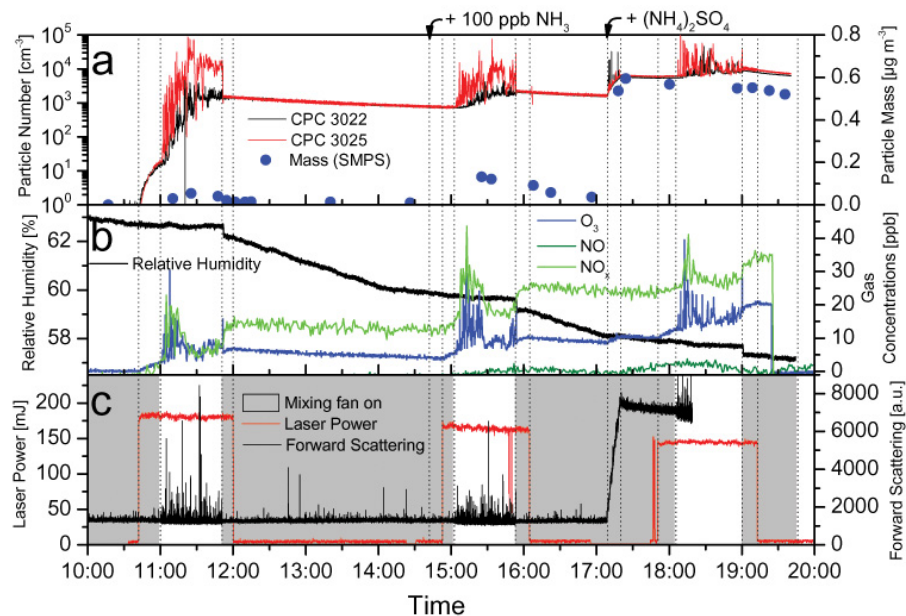 + 100 ppb NH3
+ (NH4)2SO4
a
Particle Number [cm-3]
10^5
10^4
10^3
10^2
10^1
10^0
CPC 3022
CPC 3025
Mass (SMPS)
0.8
0.6
0.4
0.2
0.0
Particle Mass [µg m-3]
b
Relative Humidity [%]
62
60
58
Relative Humidity
O3
NO
NOx
40
30
20
10
0
Gas
Concentrations [ppb]
c
Laser Power [mJ]
200
150
100
50
0
Mixing fan on
Laser Power
Forward Scattering
8000
6000
4000
2000
0
Forward Scattering [a.u.]
10:00 11:00 12:00 13:00 14:00 15:00 16:00 17:00 18:00 19:00 20:00
Time